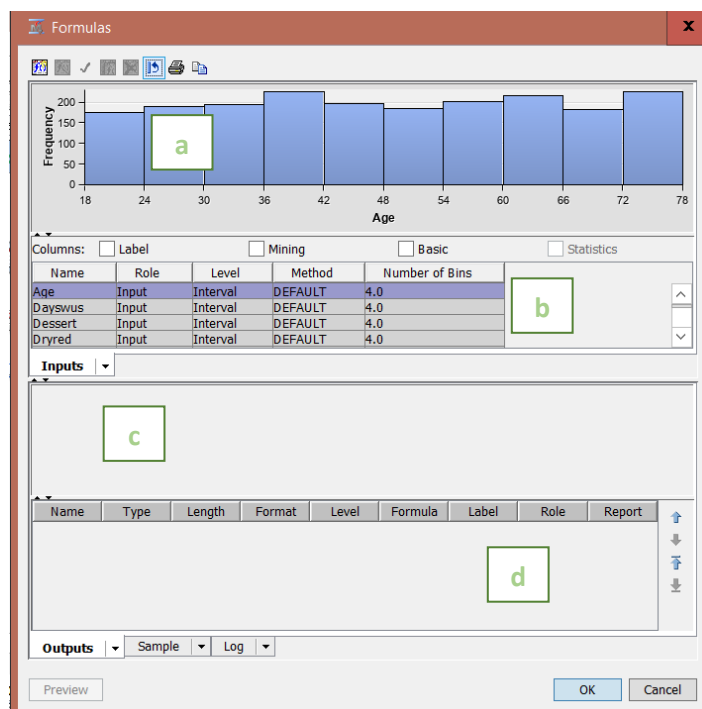 Formulas
x
200
150
100
50
0
Frequency
a
18 24 30 36 42 48 54 60 66 72 78
Age
Columns: Label Mining Basic Statistics
Name Role Level Method Number of Bins
Age Input Interval DEFAULT 4.0
Dayswus Input Interval DEFAULT 4.0
Dessert Input Interval DEFAULT 4.0
Dryred Input Interval DEFAULT 4.0
b
Inputs
c
Name Type Length Format Level Formula Label Role Report
d
Outputs Sample Log
Preview OK Cancel